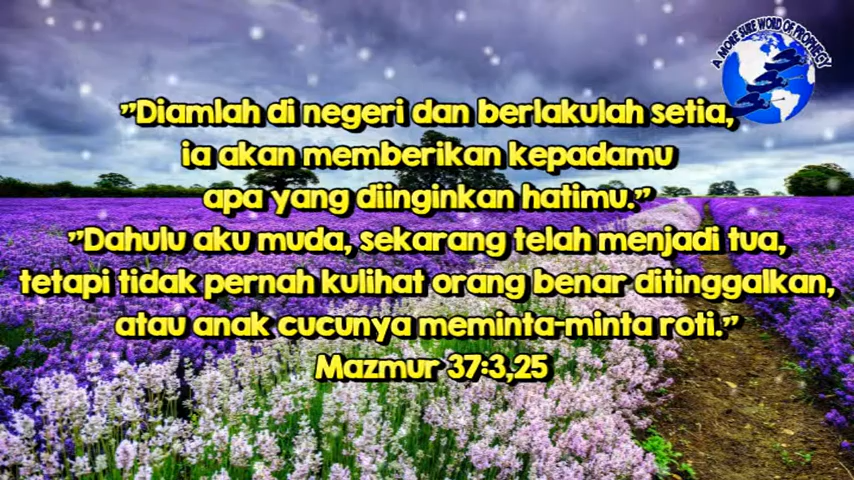 A MORE SURE WORD OF PROPHECY
"Diamlah di negeri dan berlakulah setia,
ia akan memberikan kepadamu
apa yang diinginkan hatimu."
"Dahulu aku muda, sekarang telah menjadi tua,
tetapi tidak pernah kulihat orang benar ditinggalkan,
atau anak cucunya meminta-minta roti."
Mazmur 37:3,25